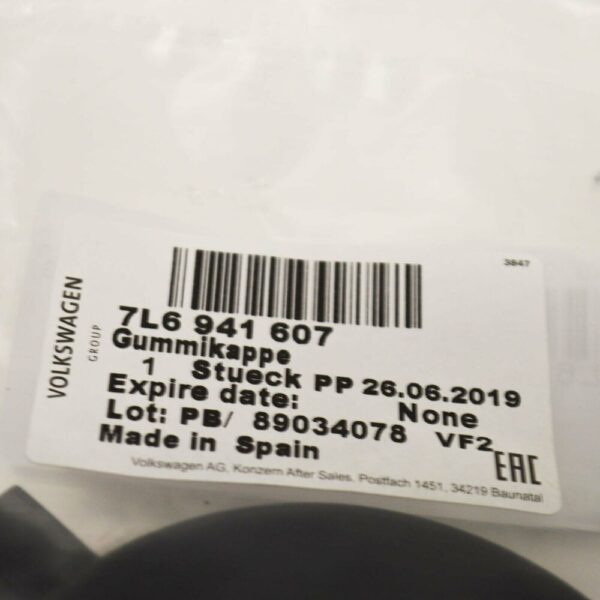 3847
VOLKSWAGEN
GROUP
7L6 941 607
Gummikappe
1 Stueck PP 26.06.2019
Expire date: None
Lot: PB/ 89034078 VF2
Made in Spain
EAC
Volkswagen AG, Konzern After Sales, Postfach 1451, 34219 Baunatal